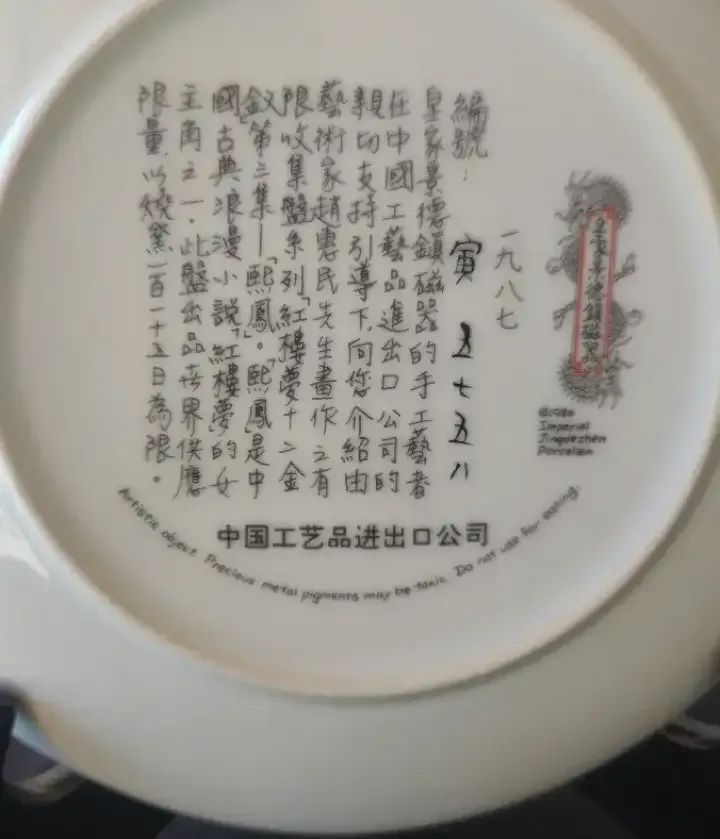 編號：
一九八七
寅 五七五八
皇家景德鎮磁器的手工藝者
在中國工藝品進出口公司的
親切支持引導下，向您介紹由
藝術家趙惠民先生畫作之有
限收集盤系列「紅樓夢十二金
釵」第三集—「熙鳳」。「熙鳳」是中
國古典浪漫小說「紅樓夢」的女
主角之一。此盤出品世界供應
限量，以燒窯一百一十五日為限。
皇家景德鎮磁器
©1986
Imperial
Jingdezhen
Porcelain
中国工艺品进出口公司
Artistic object. Precious metal pigments may be toxic. Do not use for eating.